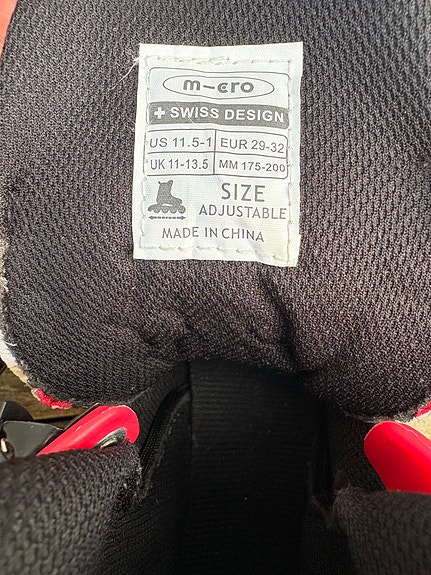 m-cro
SWISS DESIGN
US 11.5-1 EUR 29-32
UK 11-13.5 MM 175-200
SIZE
ADJUSTABLE
MADE IN CHINA